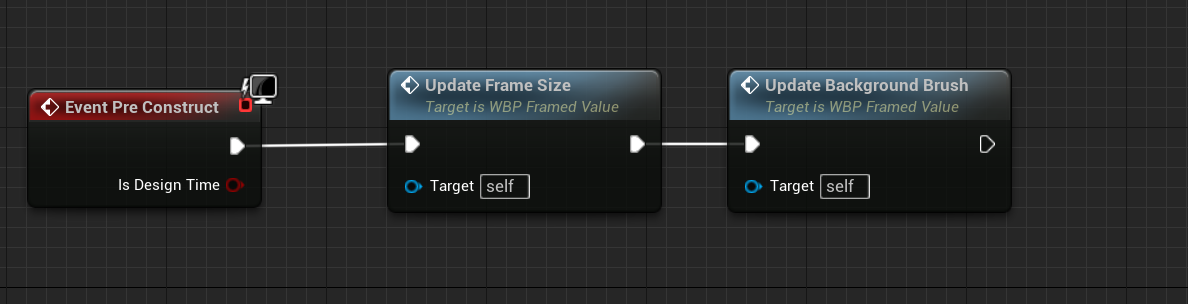 Event Pre Construct
Is Design Time
Update Frame Size
Target is WBP Framed Value
Target self
Update Background Brush
Target is WBP Framed Value
Target self